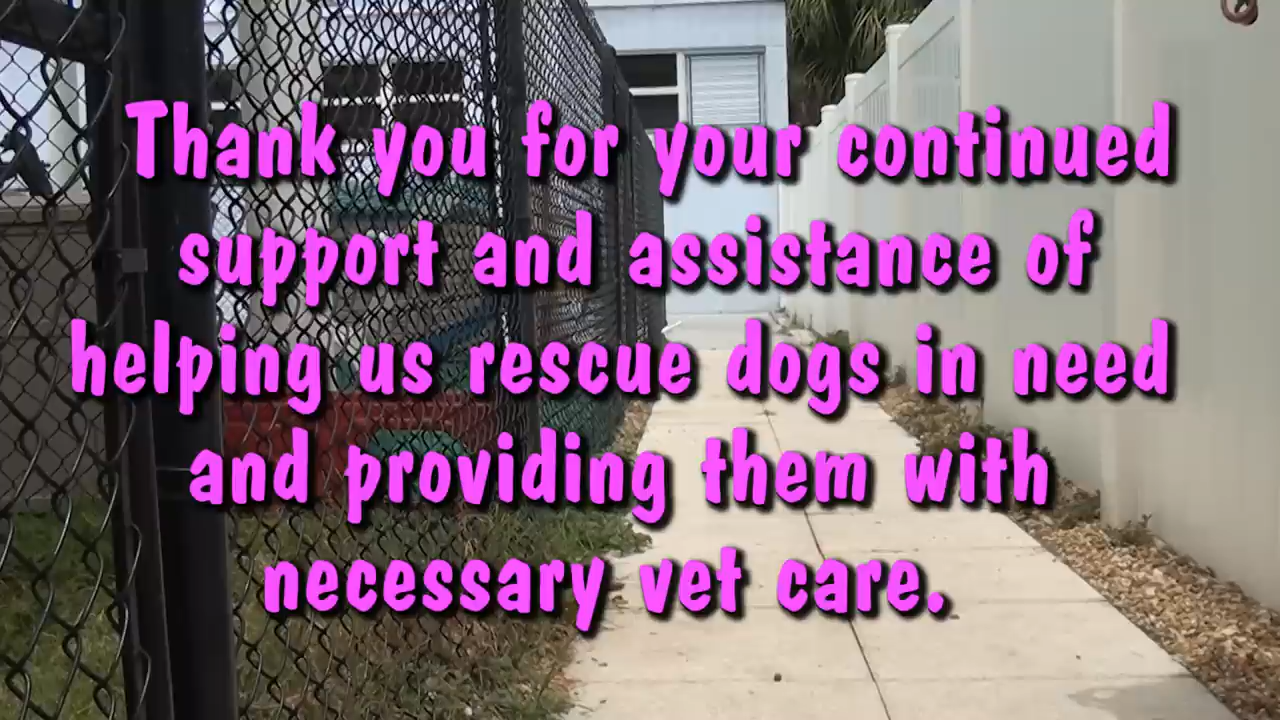 Thank you for your continued
support and assistance of
helping us rescue dogs in need
and providing them with
necessary vet care.